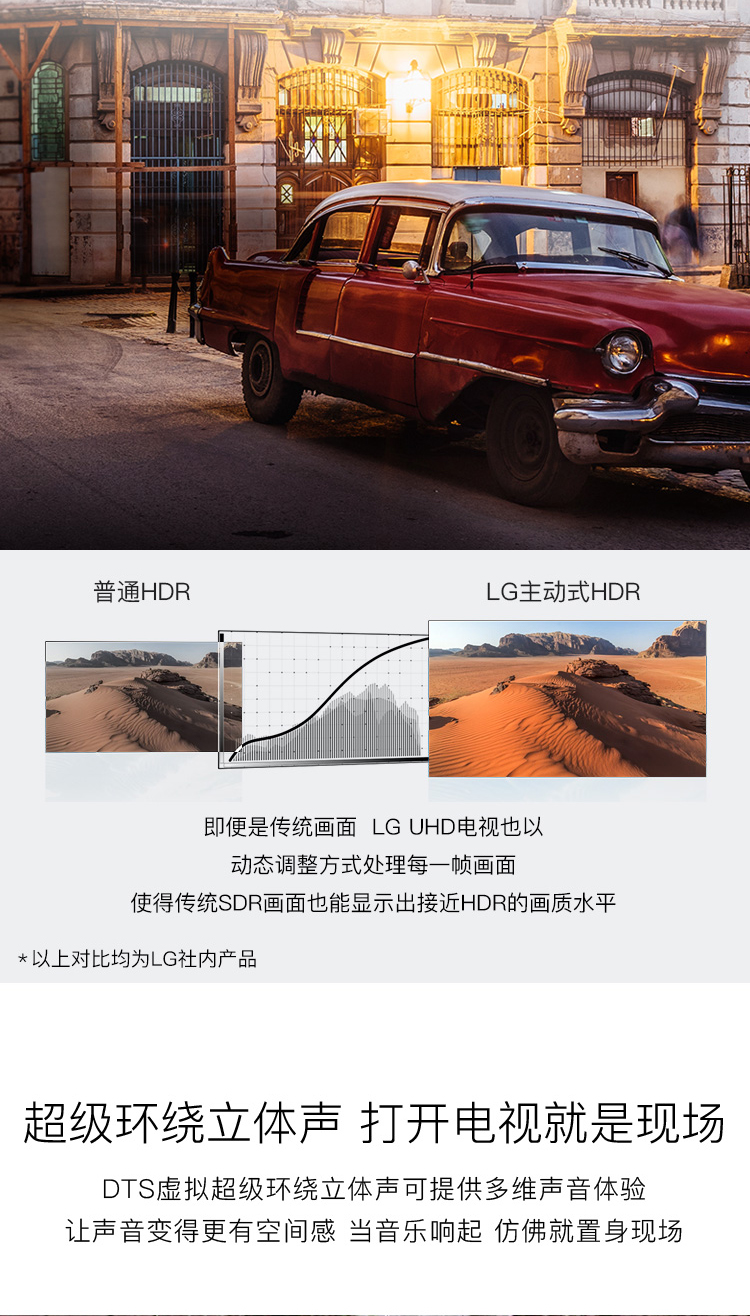 普通HDR
LG主动式HDR
即便是传统画面 LG UHD电视也以
动态调整方式处理每一帧画面
使得传统SDR画面也能显示出接近HDR的画质水平
*以上对比均为LG社内产品
超级环绕立体声 打开电视就是现场
DTS虚拟超级环绕立体声可提供多维声音体验
让声音变得更有空间感 当音乐响起 仿佛就置身现场